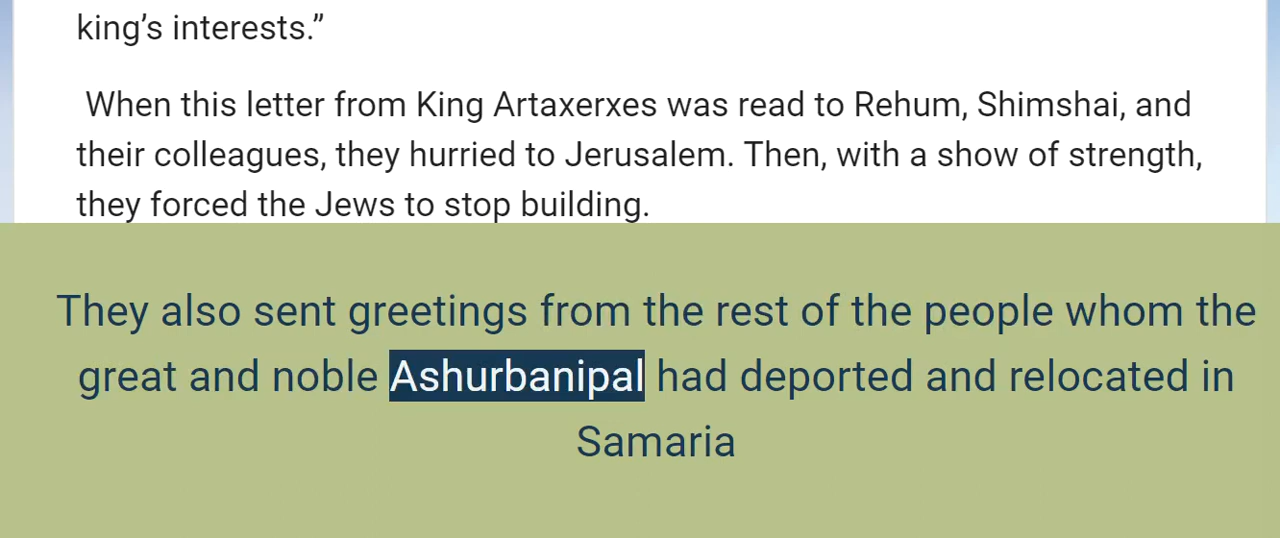 king’s interests.”
When this letter from King Artaxerxes was read to Rehum, Shimshai, and
their colleagues, they hurried to Jerusalem. Then, with a show of strength,
they forced the Jews to stop building.
They also sent greetings from the rest of the people whom the
great and noble Ashurbanipal had deported and relocated in
Samaria